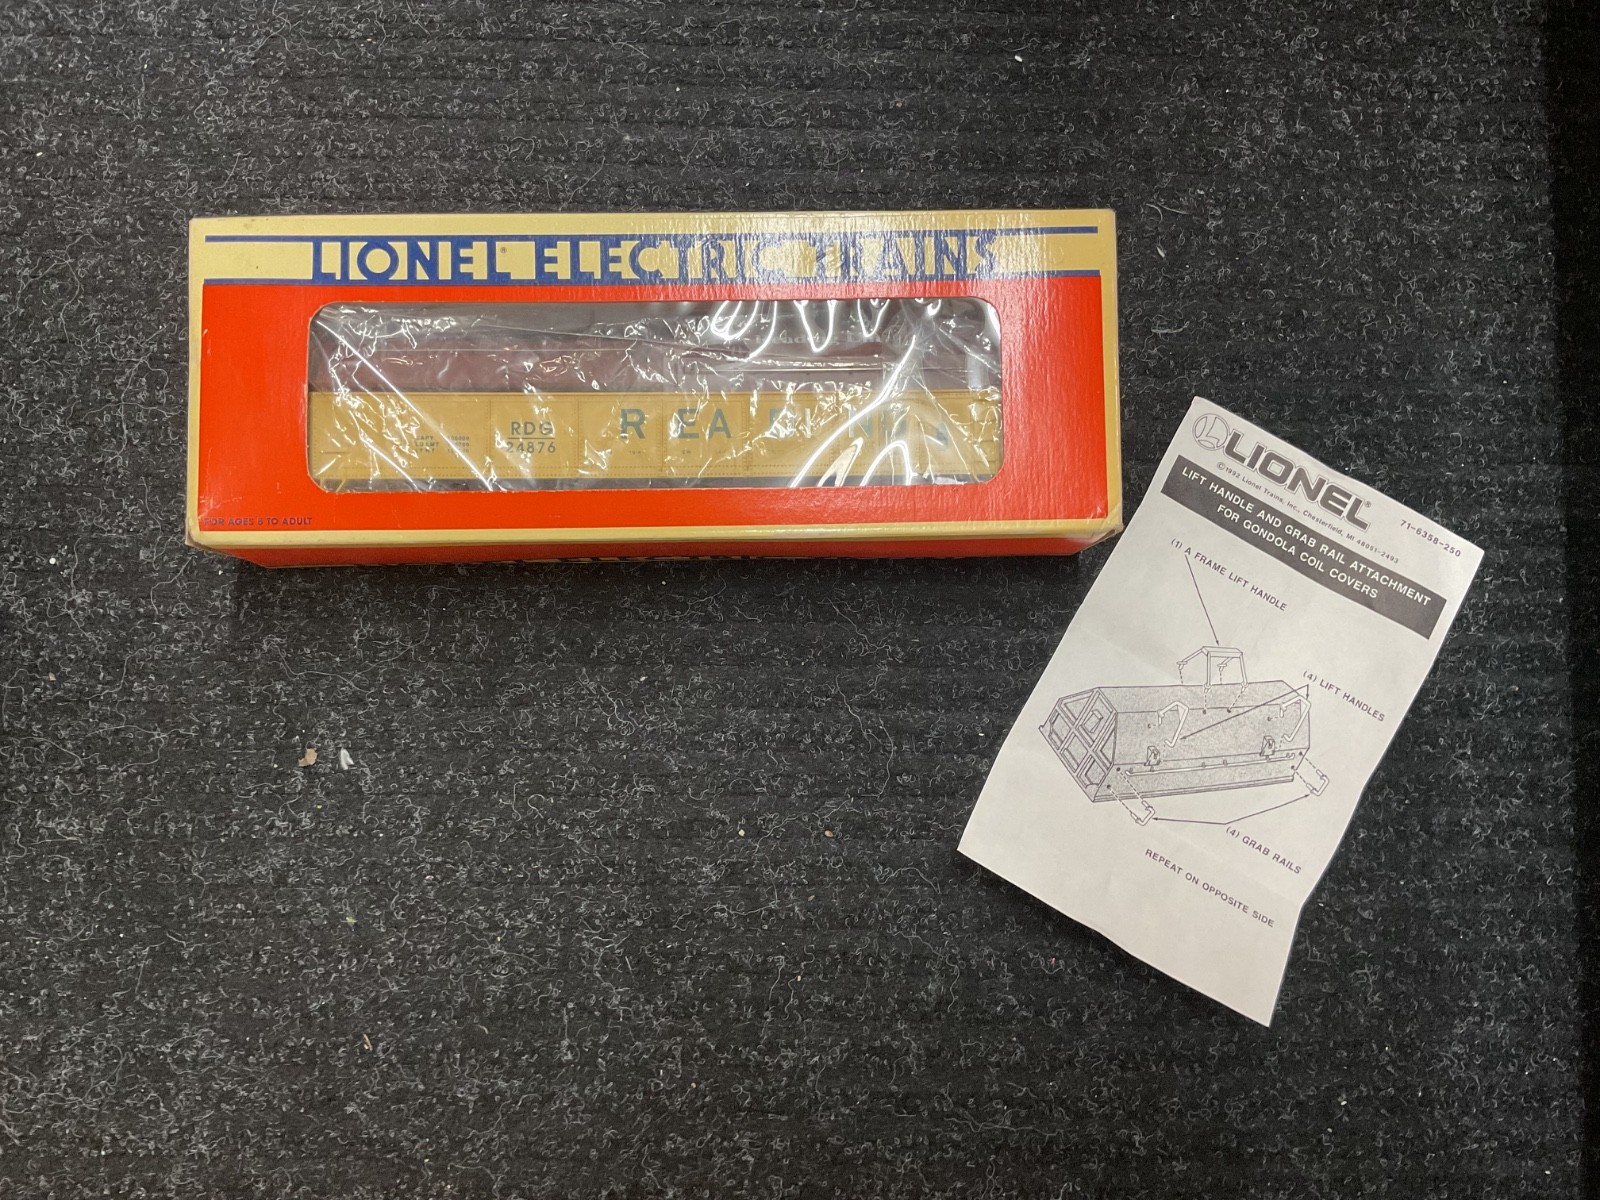 LIONEL® ELECTRIC TRAINS
RDG
24876
READING
FOR AGES 8 TO ADULT
LIONEL
©1992 Lionel Trains, Inc., Chesterfield, MI 48051-2493
71-6358-250
LIFT HANDLE AND GRAB RAIL ATTACHMENT
FOR GONDOLA COIL COVERS
(1) A FRAME LIFT HANDLE
(4) LIFT HANDLES
(4) GRAB RAILS
REPEAT ON OPPOSITE SIDE